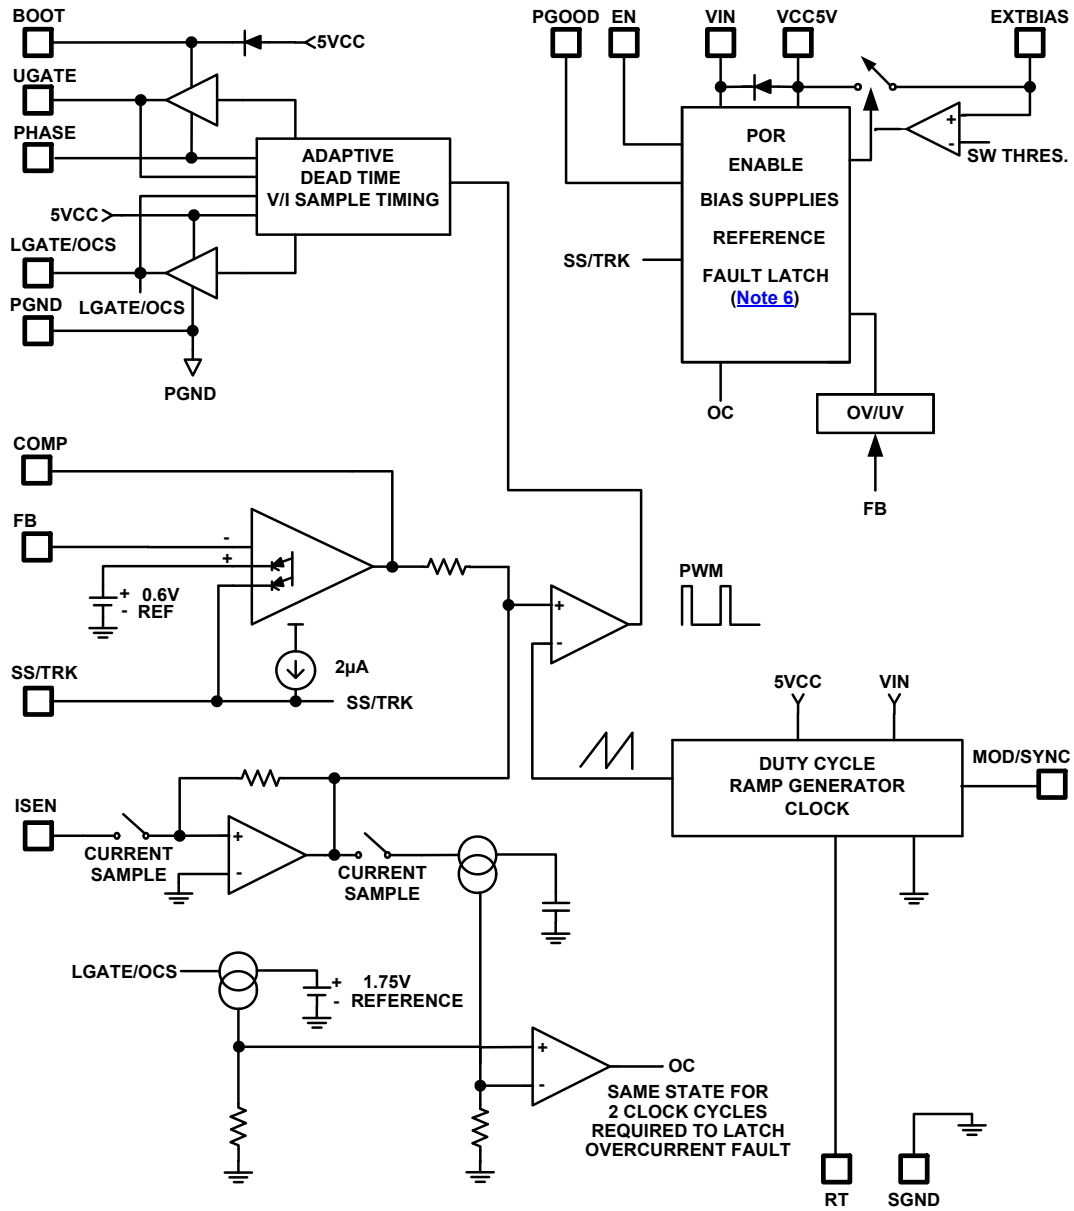 BOOT
5VCC
UGATE
PHASE
ADAPTIVE
DEAD TIME
V/I SAMPLE TIMING
5VCC
LGATE/OCS
LGATE/OCS
PGND
PGND
PGOOD
EN
VIN
VCC5V
EXTBIAS
+
-
SW THRES.
POR
ENABLE
BIAS SUPPLIES
REFERENCE
FAULT LATCH
(Note 6)
SS/TRK
OC
OV/UV
FB
COMP
FB
-
+
+ 0.6V
- REF
2µA
SS/TRK
SS/TRK
+
-
PWM
5VCC
VIN
DUTY CYCLE
RAMP GENERATOR
CLOCK
MOD/SYNC
ISEN
CURRENT
SAMPLE
+
-
CURRENT
SAMPLE
LGATE/OCS
+ 1.75V
- REFERENCE
+
-
OC
SAME STATE FOR
2 CLOCK CYCLES
REQUIRED TO LATCH
OVERCURRENT FAULT
RT
SGND